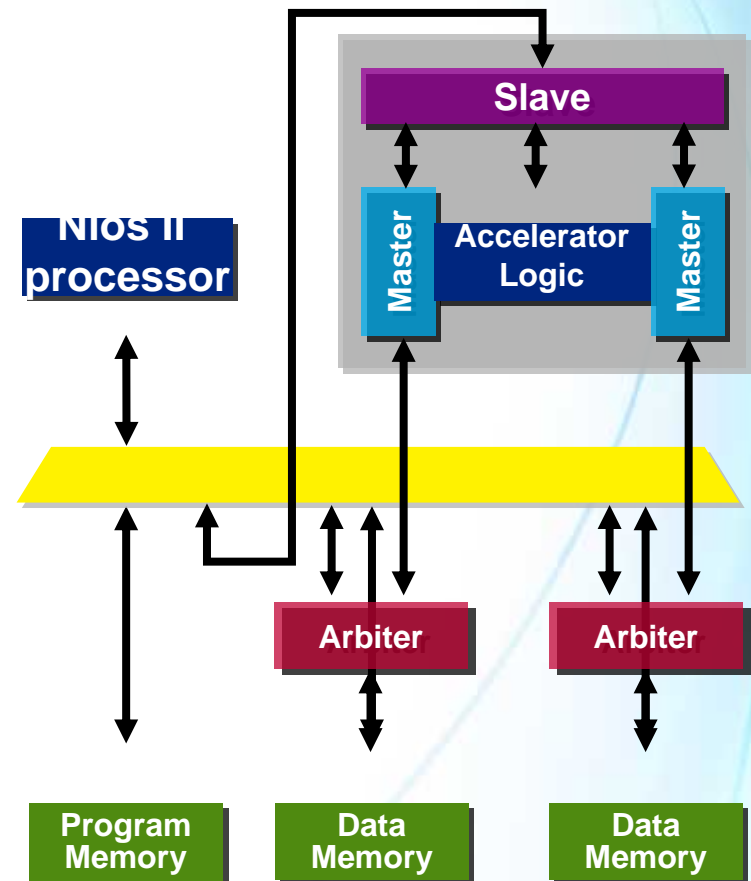 Slave
Nios II
processor
Master
Accelerator
Logic
Master
Arbiter
Arbiter
Program
Memory
Data
Memory
Data
Memory